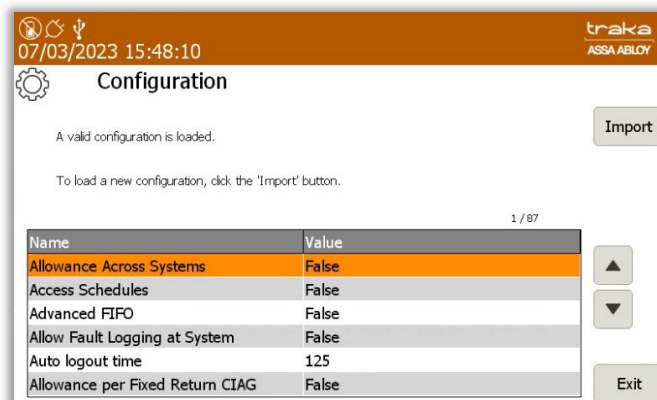 traka
07/03/2023 15:48:10
ASSA ABLOY
Configuration
A valid configuration is loaded.
Import
To load a new configuration, click the 'Import' button.
1 / 87
Name Value
Allowance Across Systems False
Access Schedules False
Advanced FIFO False
Allow Fault Logging at System False
Auto logout time 125
Allowance per Fixed Return CIAG False
Exit